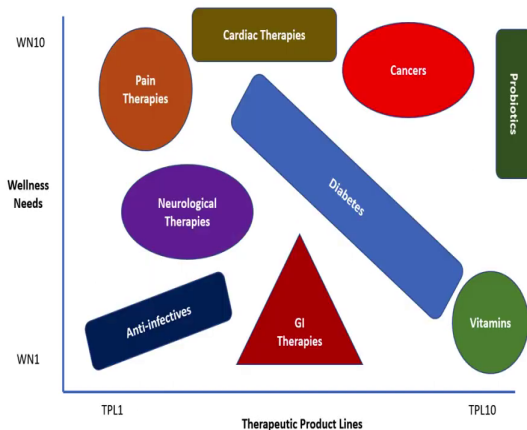 WN10
Wellness
Needs
WN1
Cardiac Therapies
Pain
Therapies
Cancers
Probiotics
Neurological
Therapies
Diabetes
Anti-infectives
GI
Therapies
Vitamins
TPL1
Therapeutic Product Lines
TPL10